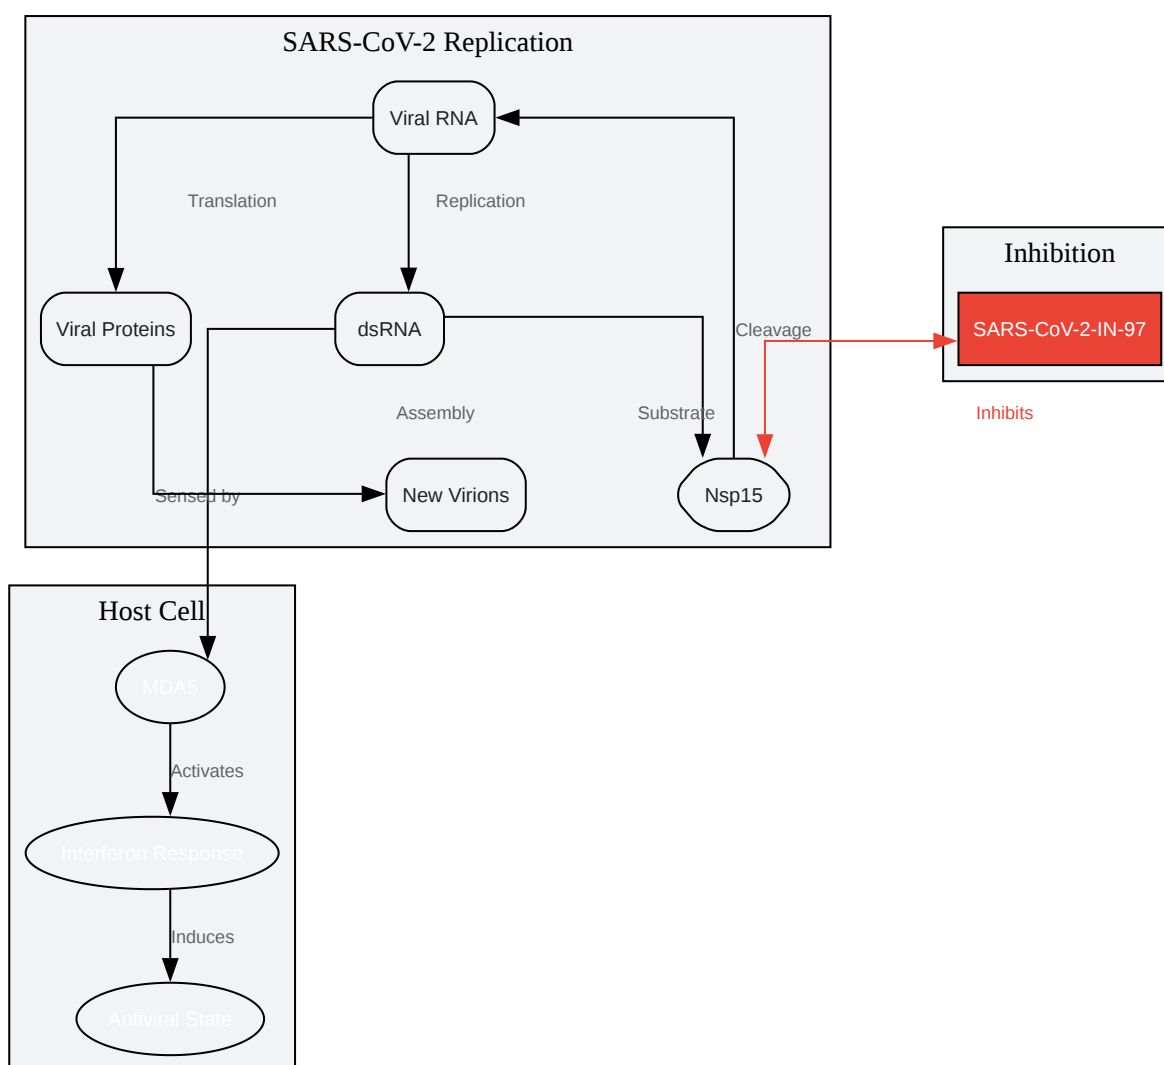 SARS-CoV-2 Replication
Viral RNA
Translation
Replication
Inhibition
Viral Proteins
dsRNA
Cleavage
SARS-CoV-2-IN-97
Assembly
Substrate
Inhibits
Sensed by
New Virions
Nsp15
Host Cell
MDA5
Activates
Interferon Response
Induces
Antiviral State